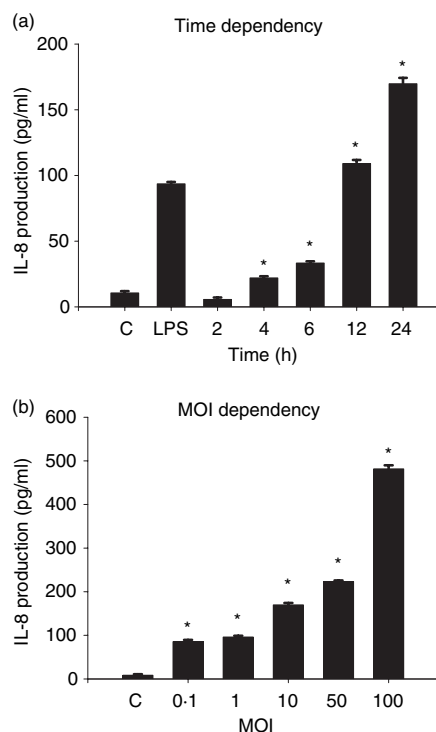 (a)
Time dependency
IL-8 production (pg/ml)
200
150
100
50
0
*
*
*
*
C LPS 2 4 6 12 24
Time (h)
(b)
MOI dependency
IL-8 production (pg/ml)
600
500
400
300
200
100
0
*
*
*
*
*
C 0·1 1 10 50 100
MOI